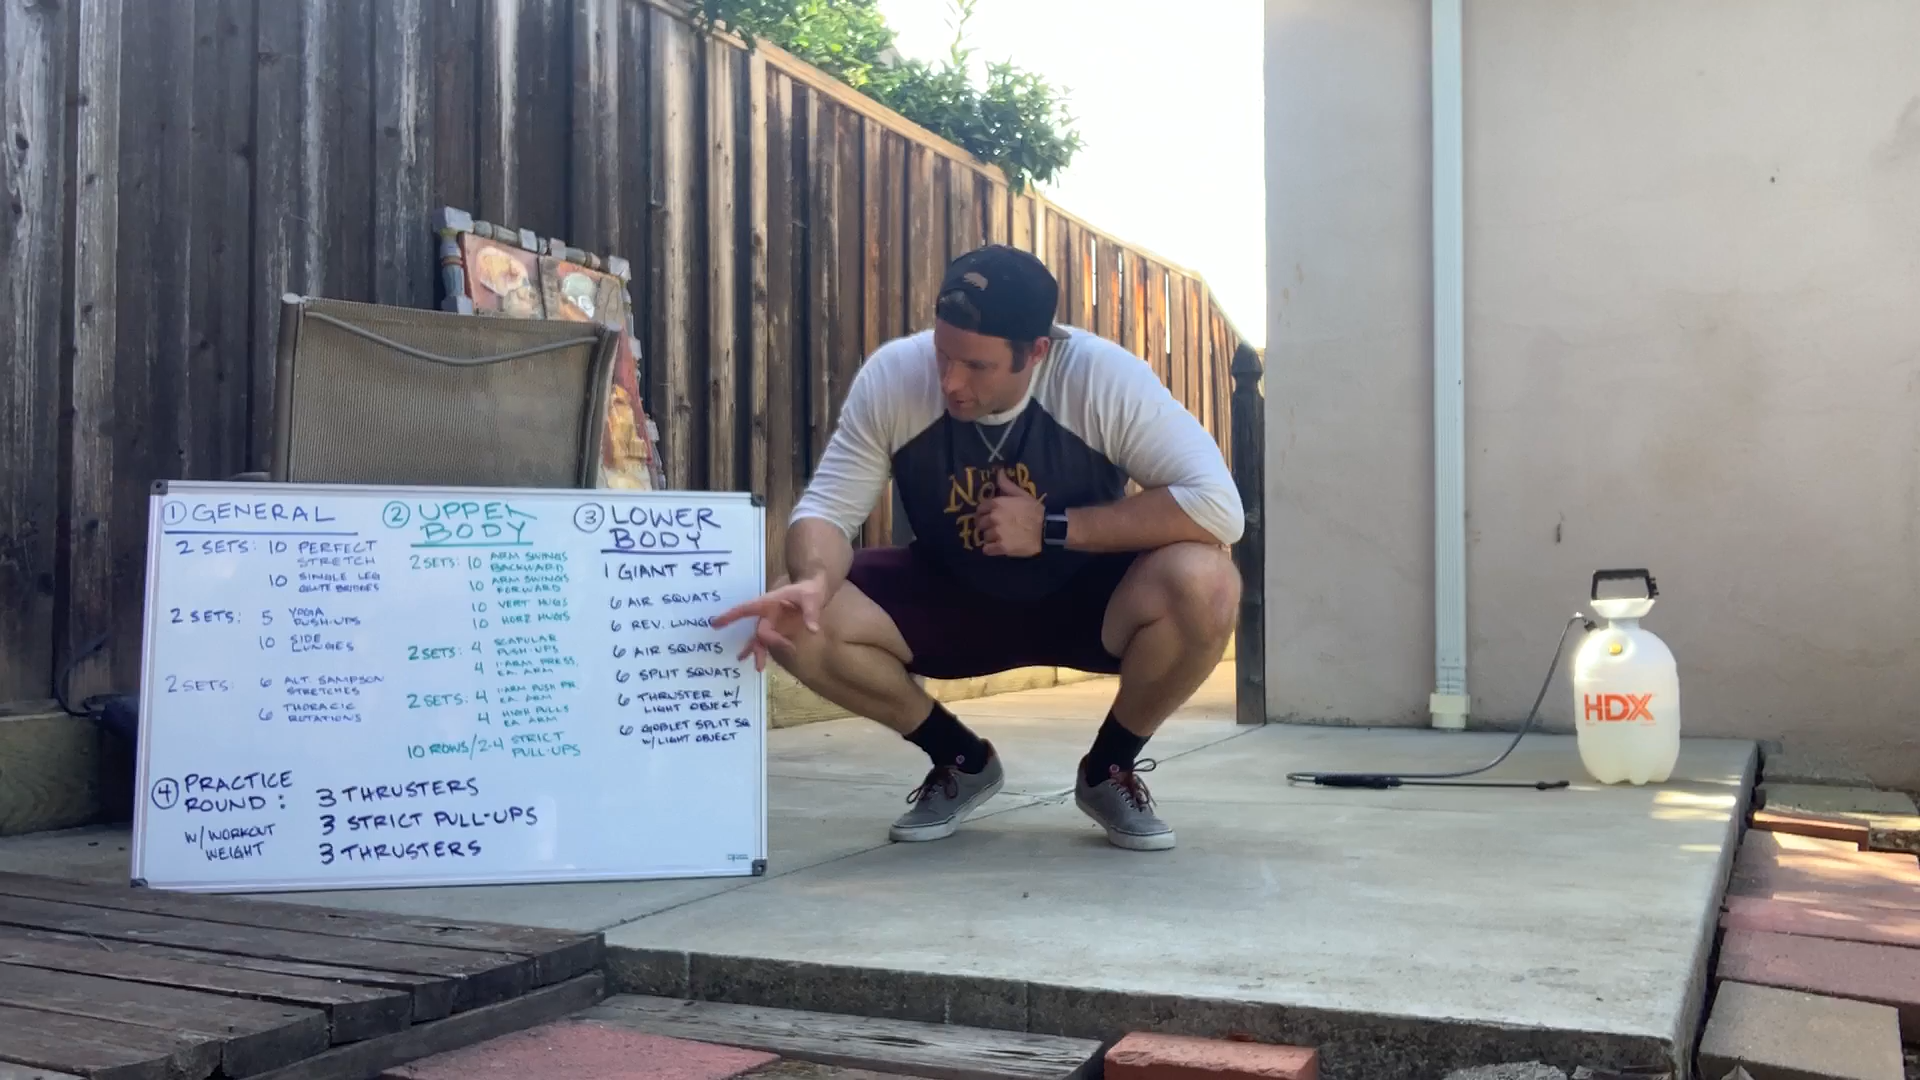 ① GENERAL
2 SETS: 10 PERFECT
STRETCH
10 SINGLE LEG
GLUTE BRIDGES
2 SETS: 5 YOGA
PUSH-UPS
10 SIDE
LUNGES
2 SETS: 6 ALT. SAMPSON
STRETCHES
6 THORACIC
ROTATIONS
② UPPER
BODY
2 SETS: 10 ARM SWINGS
BACKWARD
10 ARM SWINGS
FORWARD
10 VERT HUGS
10 HORZ HUGS
2 SETS: 4 SCAPULAR
PUSH-UPS
4 1-ARM PRESS,
EA. ARM
2 SETS: 4 1-ARM PUSH PR.
EA. ARM
4 HIGH PULLS
EA ARM
10 ROWS/2-4 STRICT
PULL-UPS
③ LOWER
BODY
1 GIANT SET
6 AIR SQUATS
6 REV. LUNGE
6 AIR SQUATS
6 SPLIT SQUATS
6 THRUSTER W/
LIGHT OBJECT
6 GOBLET SPLIT SQ
W/LIGHT OBJECT
④ PRACTICE
ROUND:
W/WORKOUT
WEIGHT
3 THRUSTERS
3 STRICT PULL-UPS
3 THRUSTERS
THE
HDX